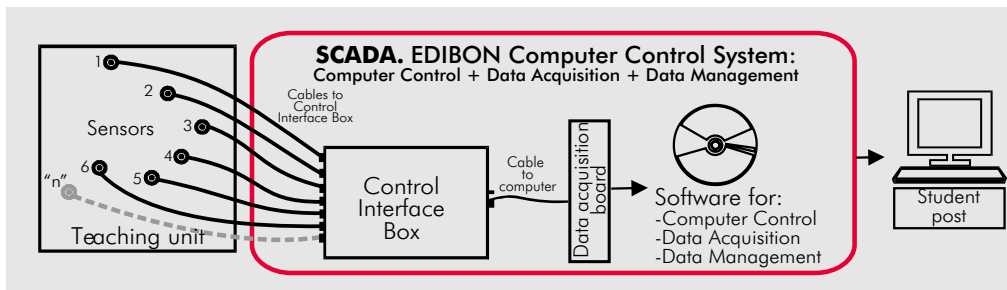 SCADA. EDIBON Computer Control System:
Computer Control + Data Acquisition + Data Management
1
2
Sensors
3
4
6
5
“n”
Teaching unit
Cables to
Control
Interface Box
Control
Interface
Box
Cable
to
computer
Data acquisition
board
Software for:
-Computer Control
-Data Acquisition
-Data Management
Student
post